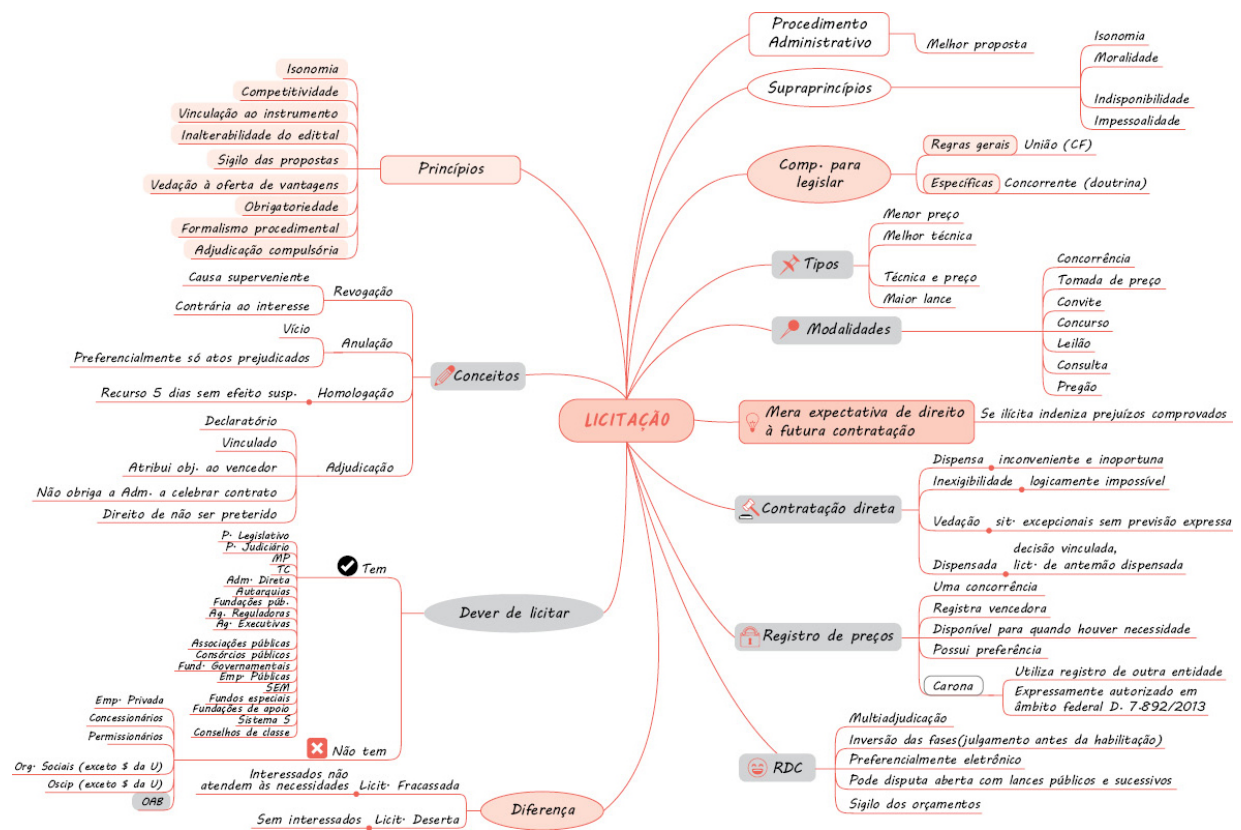 LICITAÇÃO
Procedimento
Administrativo
Melhor proposta
Supraprincípios
Isonomia
Moralidade
Indisponibilidade
Impessoalidade
Comp. para
legislar
Regras gerais União (CF)
Específicas Concorrente (doutrina)
Tipos
Menor preço
Melhor técnica
Técnica e preço
Maior lance
Modalidades
Concorrência
Tomada de preço
Convite
Concurso
Leilão
Consulta
Pregão
Mera expectativa de direito
à futura contratação
Se ilícita indeniza prejuízos comprovados
Contratação direta
Dispensa inconveniente e inoportuna
Inexigibilidade logicamente impossível
Vedação sit. excepcionais sem previsão expressa
Dispensada
decisão vinculada,
lict. de antemão dispensada
Registro de preços
Uma concorrência
Registra vencedora
Disponível para quando houver necessidade
Possui preferência
Carona
Utiliza registro de outra entidade
Expressamente autorizado em
âmbito federal D. 7.892/2013
RDC
Multiadjudicação
Inversão das fases(julgamento antes da habilitação)
Preferencialmente eletrônico
Pode disputa aberta com lances públicos e sucessivos
Sigilo dos orçamentos
Princípios
Isonomia
Competitividade
Vinculação ao instrumento
Inalterabilidade do edittal
Sigilo das propostas
Vedação à oferta de vantagens
Obrigatoriedade
Formalismo procedimental
Adjudicação compulsória
Conceitos
Revogação
Causa superveniente
Contrária ao interesse
Anulação
Vício
Preferencialmente só atos prejudicados
Recurso 5 dias sem efeito susp. Homologação
Adjudicação
Declaratório
Vinculado
Atribui obj. ao vencedor
Não obriga a Adm. a celebrar contrato
Direito de não ser preterido
Dever de licitar
Tem
P. Legislativo
P. Judiciário
MP
TC
Adm. Direta
Autarquias
Fundações púb.
Ag. Reguladoras
Ag. Executivas
Associações públicas
Consórcios públicos
Fund. Governamentais
Emp. Públicas
SEM
Fundos especiais
Fundações de apoio
Sistema S
Conselhos de classe
Não tem
Emp. Privada
Concessionários
Permissionários
Org. Sociais (exceto $ da U)
Oscip (exceto $ da U)
OAB
Diferença
Interessados não
atendem às necessidades Licit. Fracassada
Sem interessados Licit. Deserta